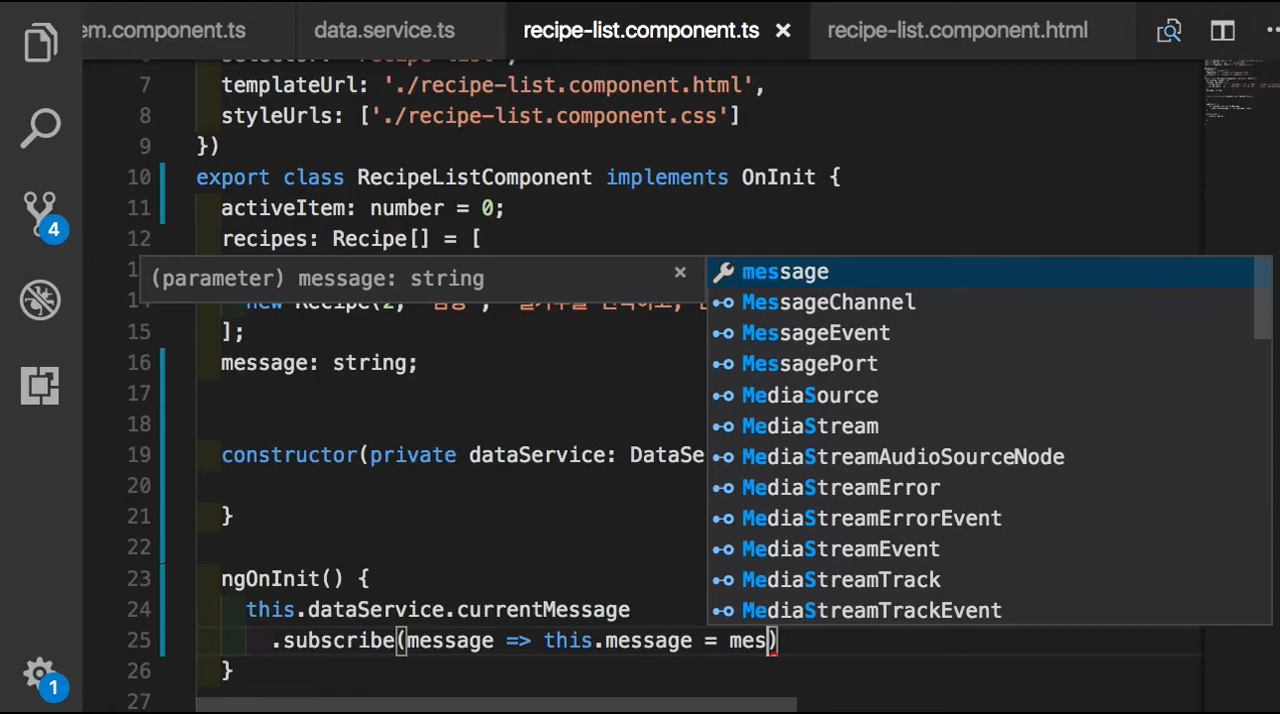 em.component.ts data.service.ts recipe-list.component.ts × recipe-list.component.html
7 templateUrl: './recipe-list.component.html',
8 styleUrls: ['./recipe-list.component.css']
9 })
10 export class RecipeListComponent implements OnInit {
11 activeItem: number = 0;
12 recipes: Recipe[] = [
(parameter) message: string ×
15 ];
16 message: string;
17
18
19 constructor(private dataService: DataSe
20
21 }
22
23 ngOnInit() {
24 this.dataService.currentMessage
25 .subscribe(message => this.message = mes)
26 }
27
message
MessageChannel
MessageEvent
MessagePort
MediaSource
MediaStream
MediaStreamAudioSourceNode
MediaStreamError
MediaStreamErrorEvent
MediaStreamEvent
MediaStreamTrack
MediaStreamTrackEvent
4
1